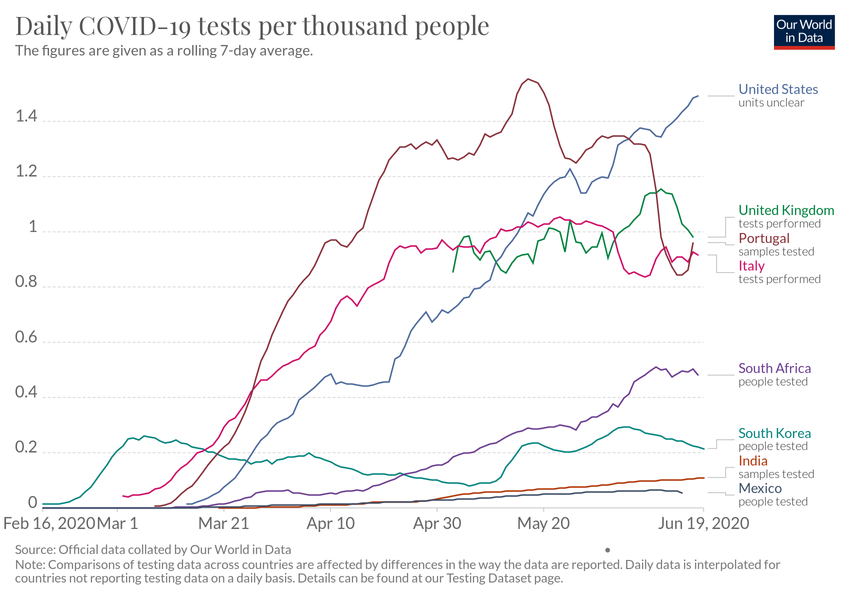 Daily COVID-19 tests per thousand people
The figures are given as a rolling 7-day average.
Our World
in Data
1.4
1.2
1
0.8
0.6
0.4
0.2
0
Feb 16, 2020
Mar 1
Mar 21
Apr 10
Apr 30
May 20
Jun 19, 2020
United States
units unclear
United Kingdom
tests performed
Portugal
samples tested
Italy
tests performed
South Africa
people tested
South Korea
people tested
India
samples tested
Mexico
people tested
Source: Official data collated by Our World in Data
Note: Comparisons of testing data across countries are affected by differences in the way the data are reported. Daily data is interpolated for
countries not reporting testing data on a daily basis. Details can be found at our Testing Dataset page.